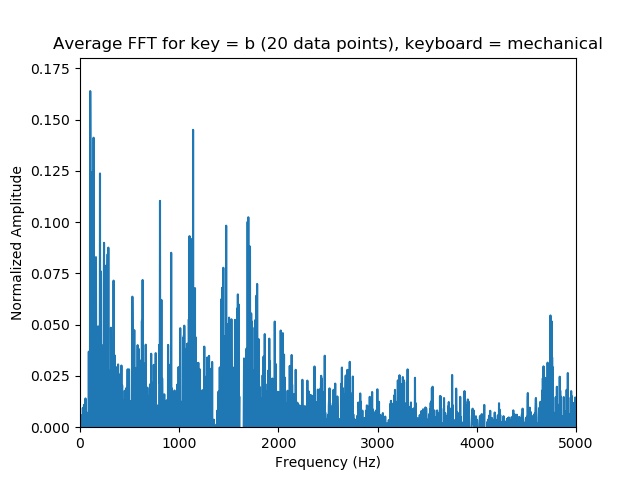 Average FFT for key = b (20 data points), keyboard = mechanical
0.175
0.150
0.125
0.100
0.075
0.050
0.025
0.000
Normalized Amplitude
0 1000 2000 3000 4000 5000
Frequency (Hz)